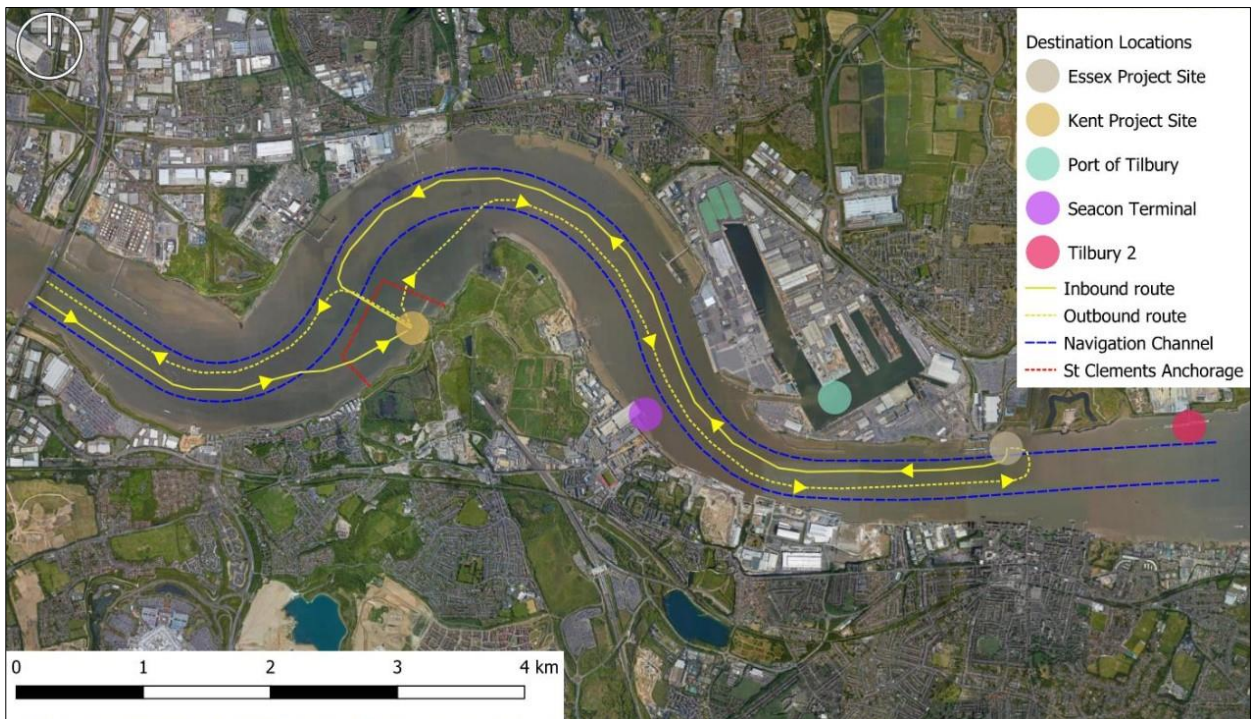 Destination Locations
Essex Project Site
Kent Project Site
Port of Tilbury
Seacon Terminal
Tilbury 2
Inbound route
Outbound route
Navigation Channel
St Clements Anchorage
0 1 2 3 4 km